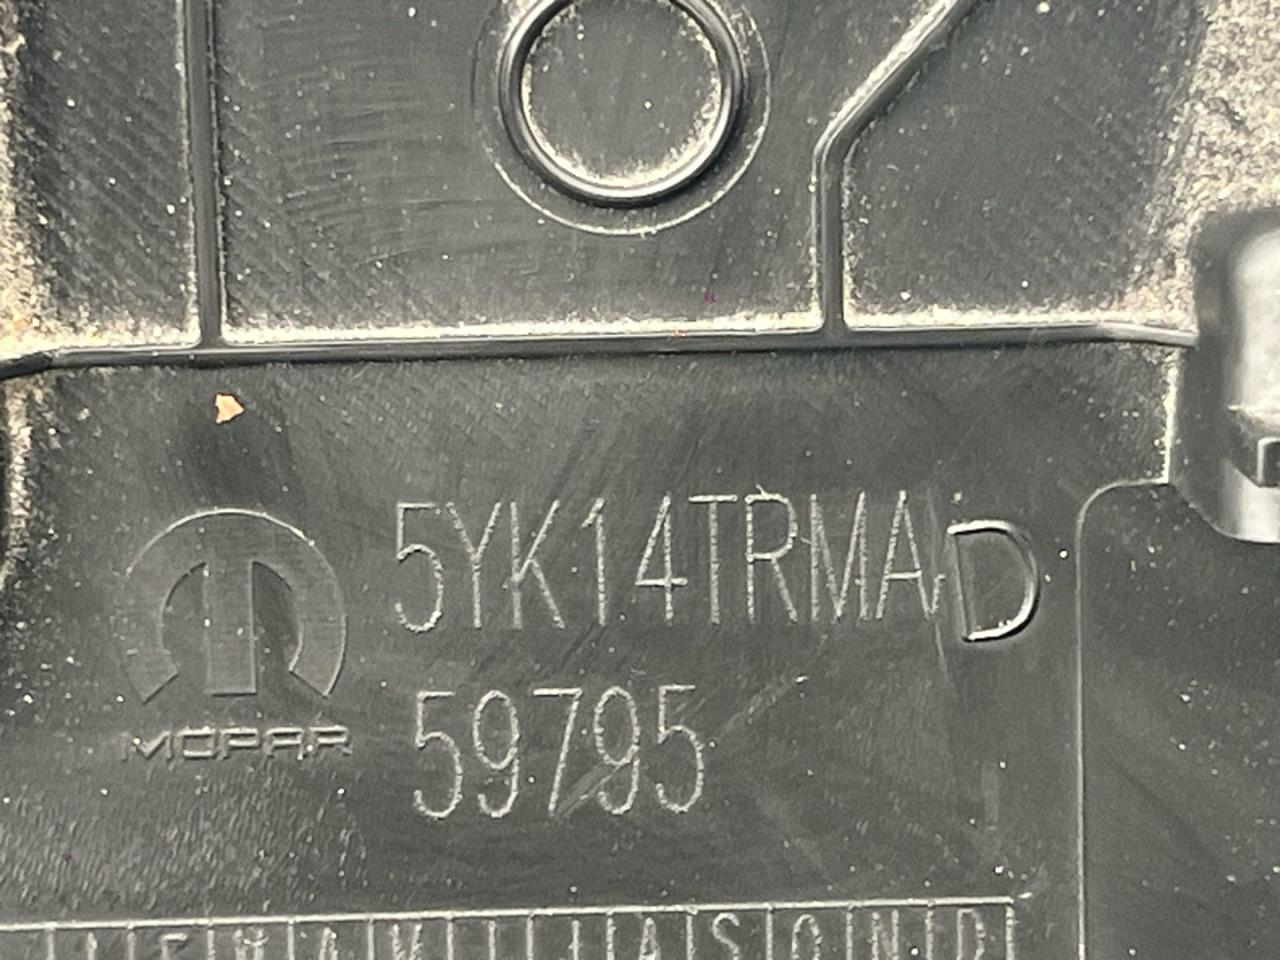 5YK14TRMAD
59795
MOPAR
J F M A M J J A S O N D